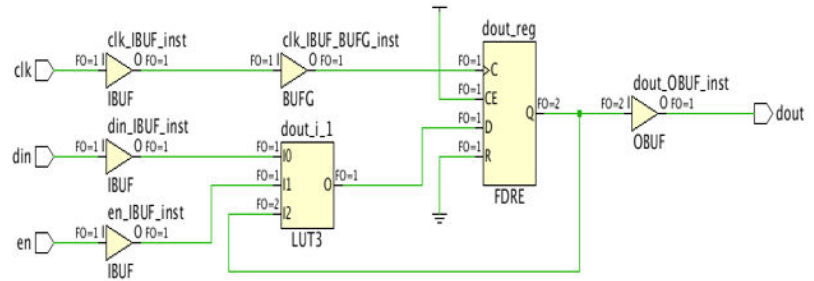 clk_IBUF_inst
clk FO=1 I O FO=1
IBUF
clk_IBUF_BUFG_inst
FO=1 I O FO=1
BUFG
dout_reg
FO=1 C
FO=1 CE
FO=1 D
FO=1 R
Q FO=2
FDRE
dout_OBUF_inst
FO=2 I O FO=1 dout
OBUF
din_IBUF_inst
din FO=1 I O FO=1
IBUF
dout_i_1
FO=1 I0
FO=1 I1
FO=2 I2
O FO=1
LUT3
en_IBUF_inst
en FO=1 I O FO=1
IBUF